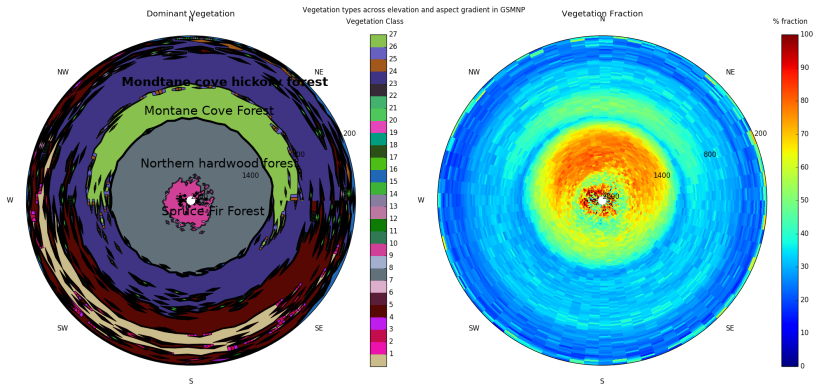 Vegetation types across elevation and aspect gradient in GSMNP
Dominant Vegetation
Vegetation Class
Vegetation Fraction
% fraction
N
NE
NW
W
SW
S
SE
Mondtane cove hickory forest
Montane Cove Forest
Northern hardwood forest
Spruce Fir Forest
200
800
1400
27
26
25
24
23
22
21
20
19
18
17
16
15
14
13
12
11
10
9
8
7
6
5
4
3
2
1
N
NE
NW
W
SW
S
SE
200
800
1400
2000
100
90
80
70
60
50
40
30
20
10
0